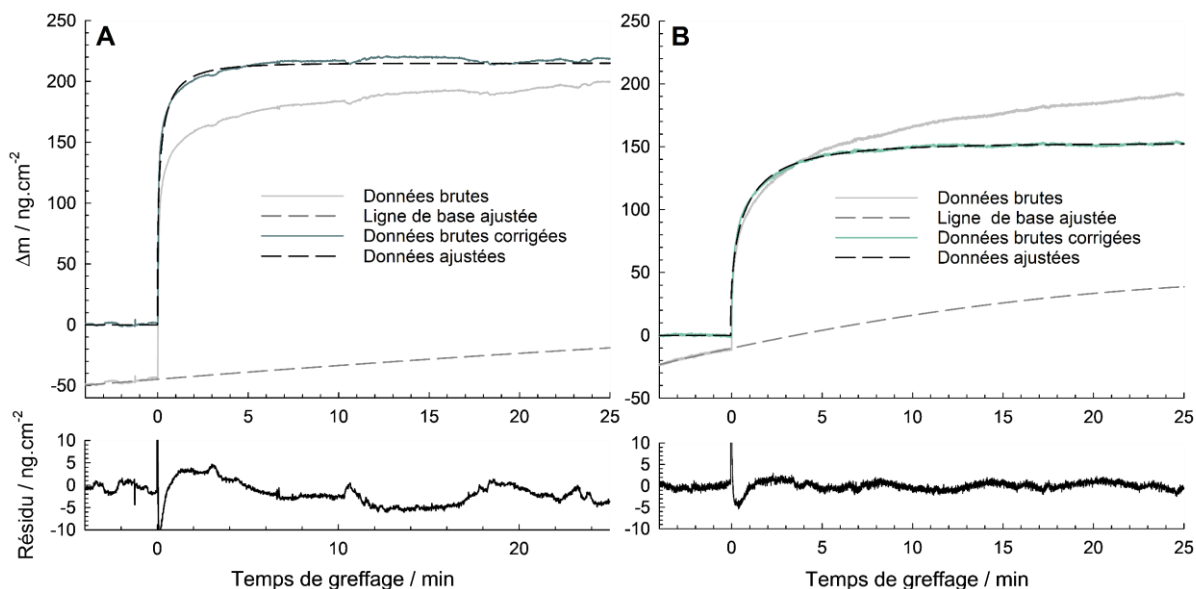 A
250
200
150
100
50
0
-50
Δm / ng.cm⁻²
Données brutes
Ligne de base ajustée
Données brutes corrigées
Données ajustées
0 5 10 15 20 25
10
5
0
-5
-10
Résidu / ng.cm⁻²
0 10 20
Temps de greffage / min
B
250
200
150
100
50
0
-50
Données brutes
Ligne de base ajustée
Données brutes corrigées
Données ajustées
0 5 10 15 20 25
10
5
0
-5
-10
0 5 10 15 20 25
Temps de greffage / min